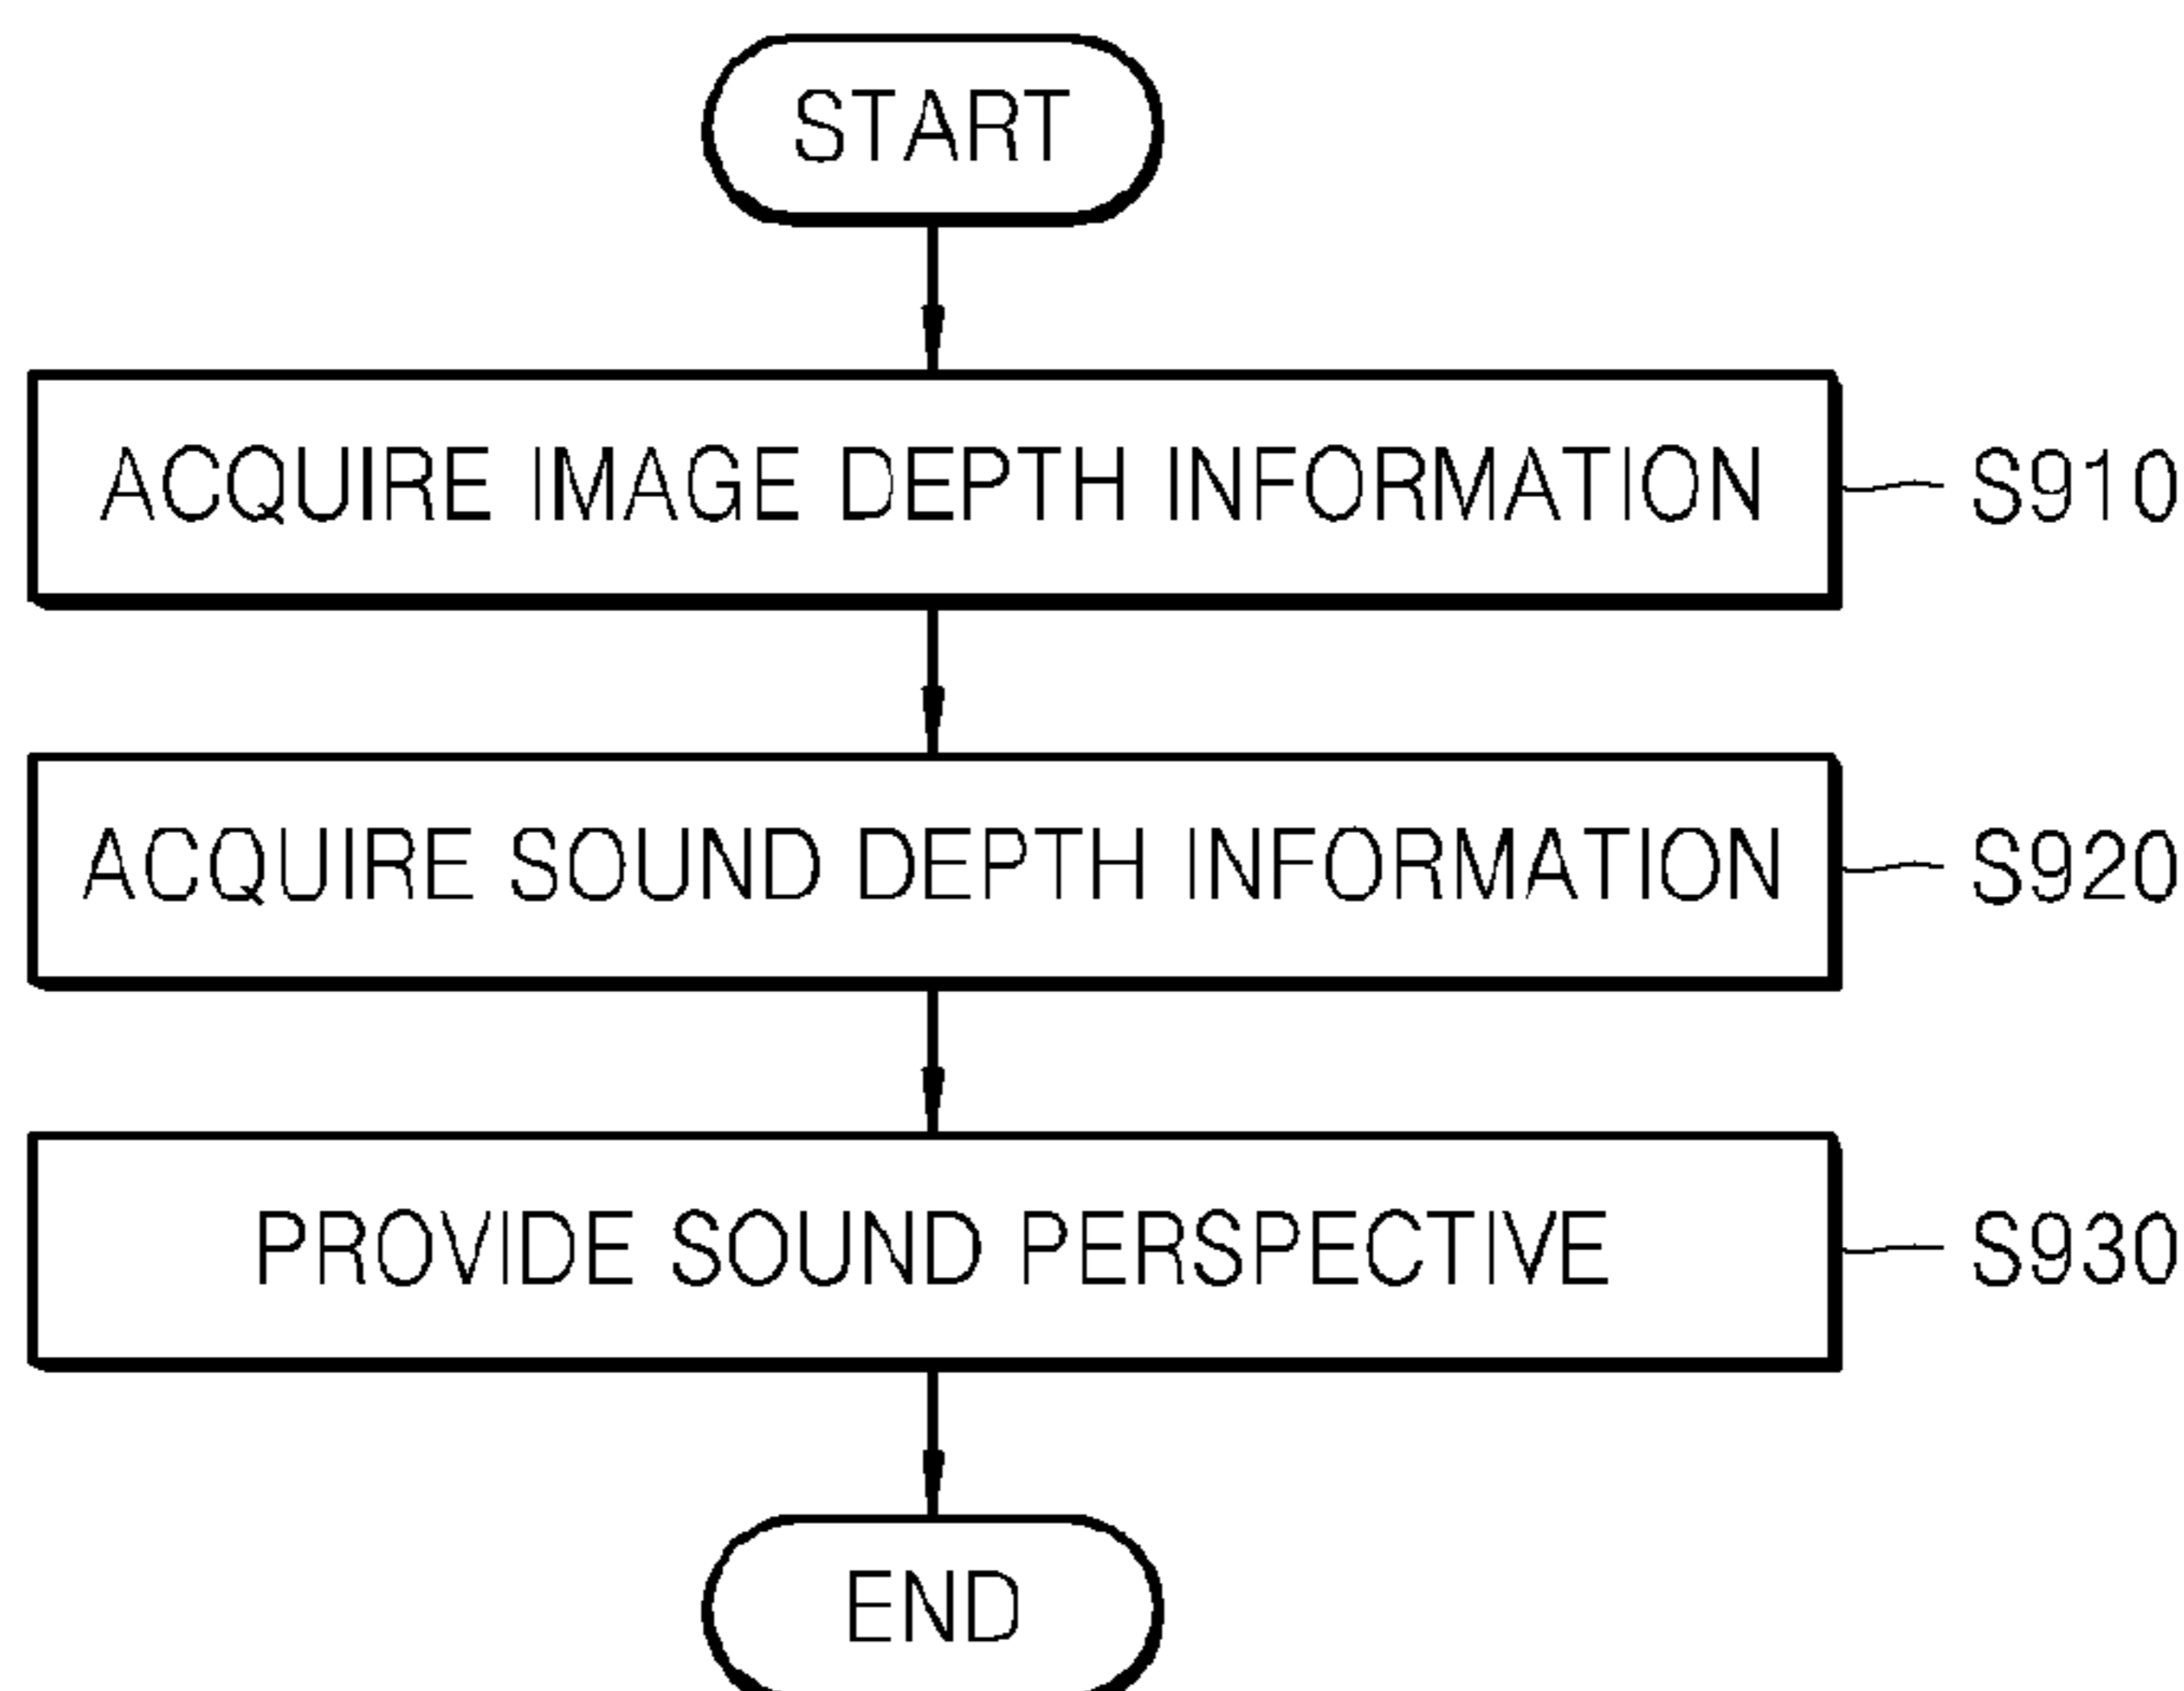 START
ACQUIRE IMAGE DEPTH INFORMATION
S910
ACQUIRE SOUND DEPTH INFORMATION
S920
PROVIDE SOUND PERSPECTIVE
S930
END